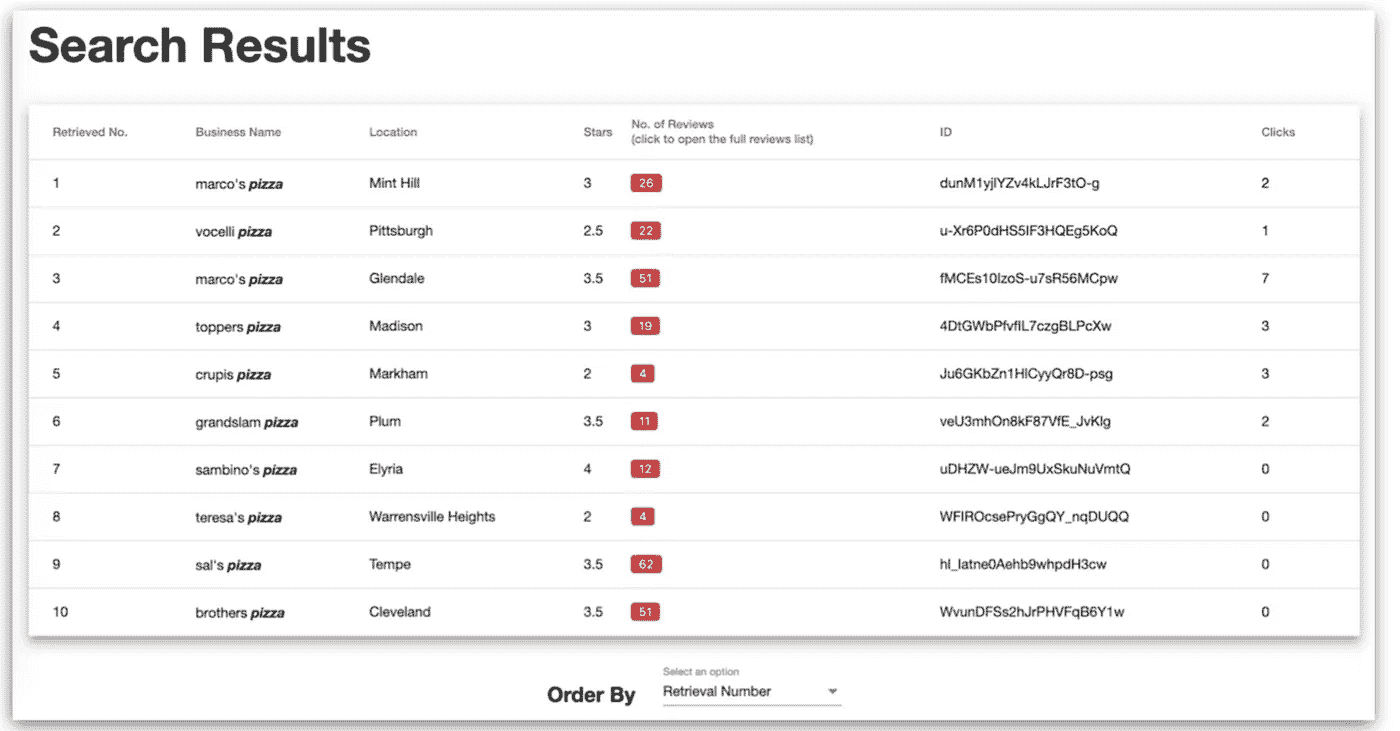 Search Results
Retrieved No. Business Name Location Stars No. of Reviews (click to open the full reviews list) ID Clicks
1 marco's pizza Mint Hill 3 26 dunM1yjlYZv4kLJrF3tO-g 2
2 vocelli pizza Pittsburgh 2.5 22 u-Xr6P0dHS5IF3HQEg5KoQ 1
3 marco's pizza Glendale 3.5 51 fMCEs10IzoS-u7sR56MCpw 7
4 toppers pizza Madison 3 19 4DtGWbPfvfIL7czgBLPcXw 3
5 crupis pizza Markham 2 4 Ju6GKbZn1HlCyyQr8D-psg 3
6 grandslam pizza Plum 3.5 11 veU3mhOn8kF87VfE_JvKlg 2
7 sambino's pizza Elyria 4 12 uDHZW-ueJm9UxSkuNuVmtQ 0
8 teresa's pizza Warrensville Heights 2 4 WFIROcsePryGgQY_nqDUQQ 0
9 sal's pizza Tempe 3.5 62 hl_Iatne0Aehb9whpdH3cw 0
10 brothers pizza Cleveland 3.5 51 WvunDFSs2hJrPHVFqB6Y1w 0
Select an option
Order By Retrieval Number